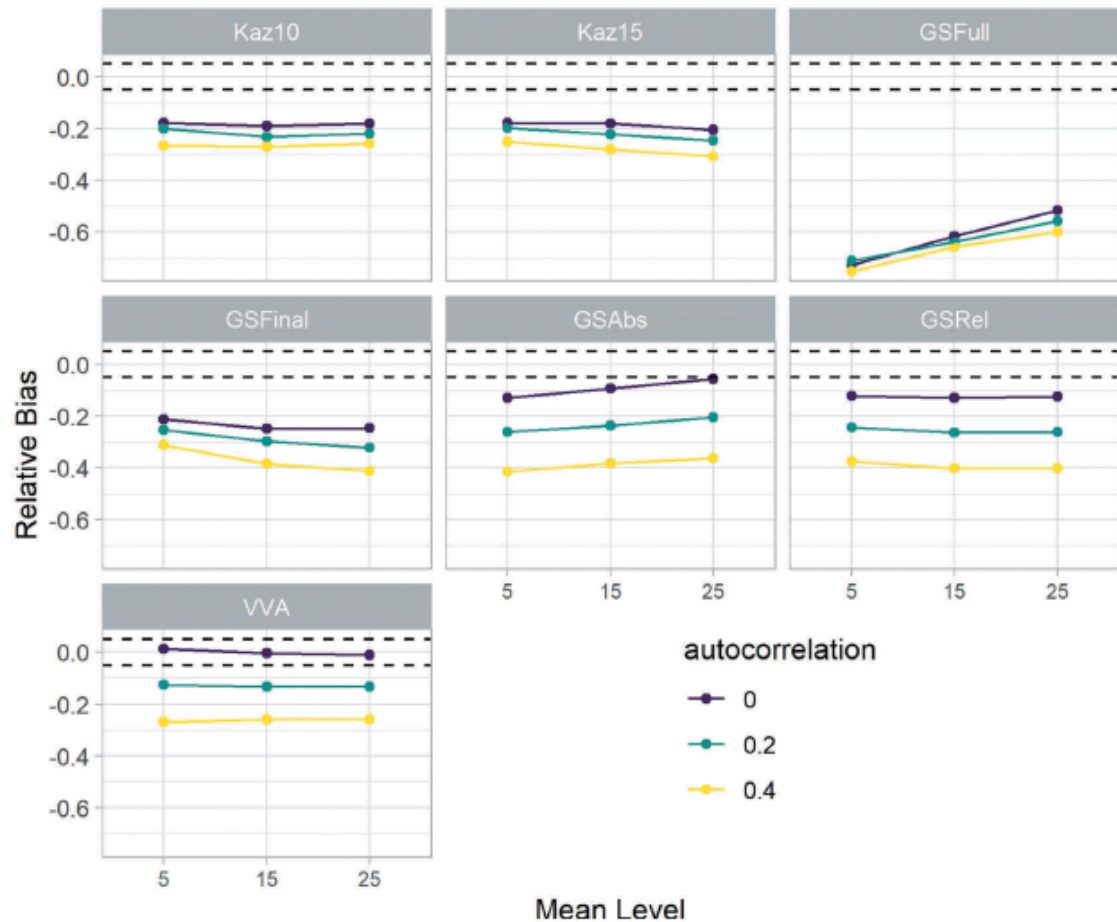 Kaz10 Kaz15 GSFull
0.0
-0.2
-0.4
-0.6
GSFinal GSAbs GSRel
0.0
-0.2
-0.4
-0.6
5 15 25 5 15 25
VVA
0.0
-0.2
-0.4
-0.6
5 15 25
Relative Bias
Mean Level
autocorrelation
0
0.2
0.4